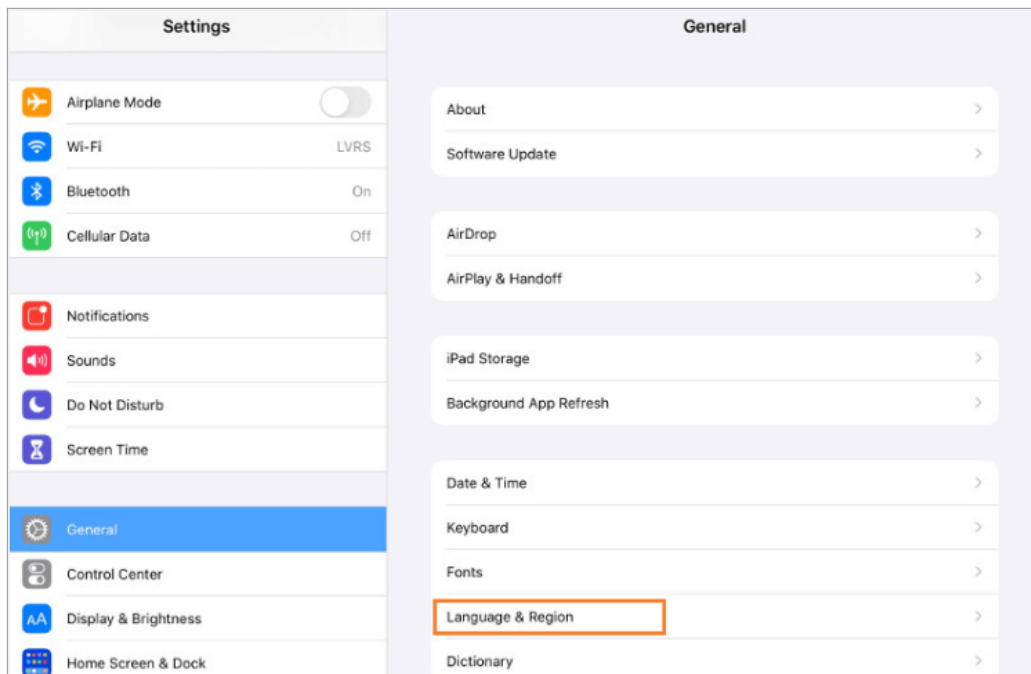 Settings
Airplane Mode
Wi-Fi LVRS
Bluetooth On
Cellular Data Off
Notifications
Sounds
Do Not Disturb
Screen Time
General
Control Center
AA Display & Brightness
Home Screen & Dock
General
About
Software Update
AirDrop
AirPlay & Handoff
iPad Storage
Background App Refresh
Date & Time
Keyboard
Fonts
Language & Region
Dictionary